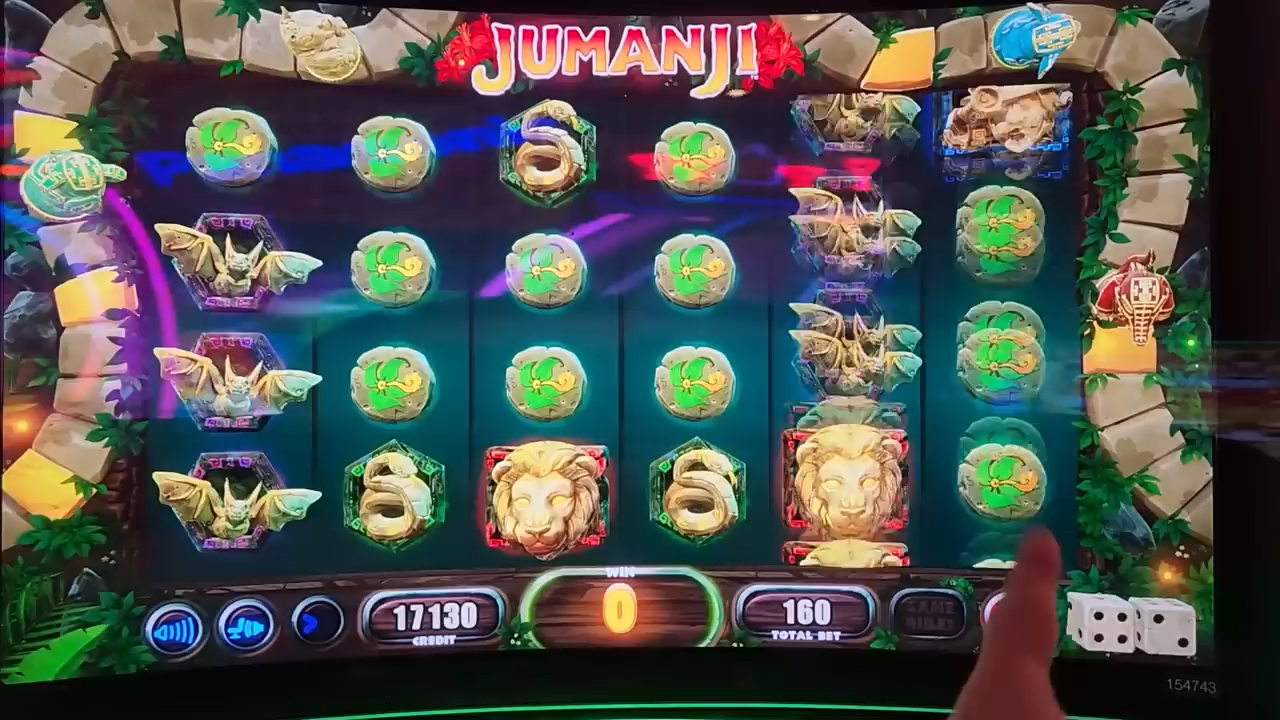 JUMANJI
WIN
17130
0
160
CREDIT
TOTAL BET
GAME
RULES
154743